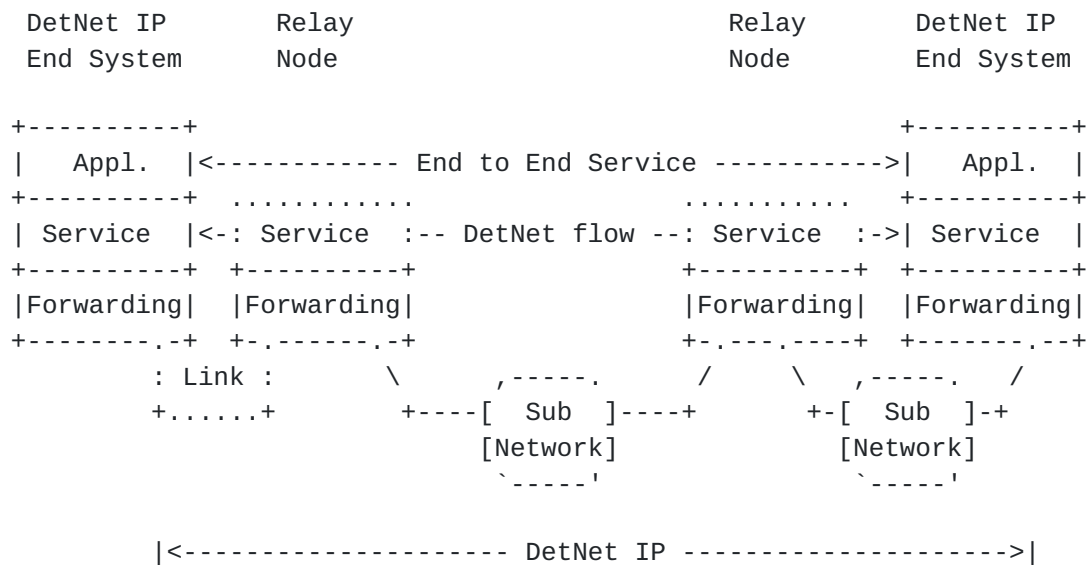 DetNet IP       Relay                        Relay       DetNet IP
 End System      Node                         Node        End System

+----------+                                             +----------+
|   Appl.  |<------------ End to End Service ----------->|   Appl.  |
+----------+  ............                 ...........   +----------+
| Service  |<-: Service  :-- DetNet flow --: Service  :->| Service  |
+----------+  +----------+                 +----------+  +----------+
|Forwarding|  |Forwarding|                 |Forwarding|  |Forwarding|
+--------.-+  +-.------.-+                 +-.---.----+  +-------.--+
         : Link :       \      ,-----.      /     \   ,-----.   /
         +......+        +----[  Sub  ]----+       +-[  Sub  ]-+
                              [Network]              [Network]
                               `-----'                `-----'

         |<--------------------- DetNet IP --------------------->|